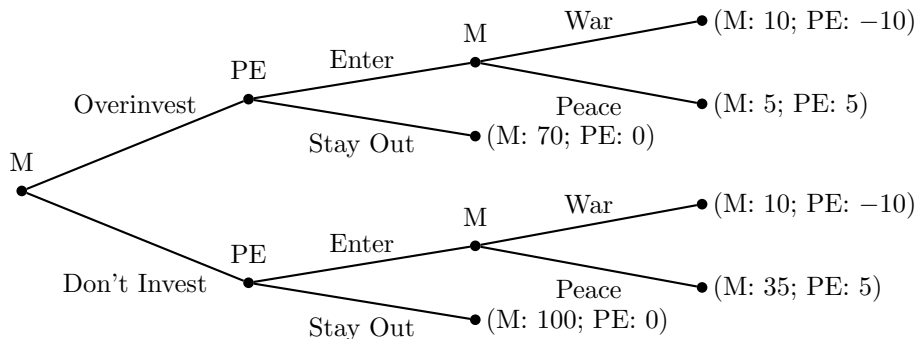 War
(M: 10; PE: −10)
M
Enter
PE
Peace
(M: 5; PE: 5)
Overinvest
Stay Out
(M: 70; PE: 0)
M
War
(M: 10; PE: −10)
M
Enter
PE
Peace
(M: 35; PE: 5)
Don't Invest
Stay Out
(M: 100; PE: 0)